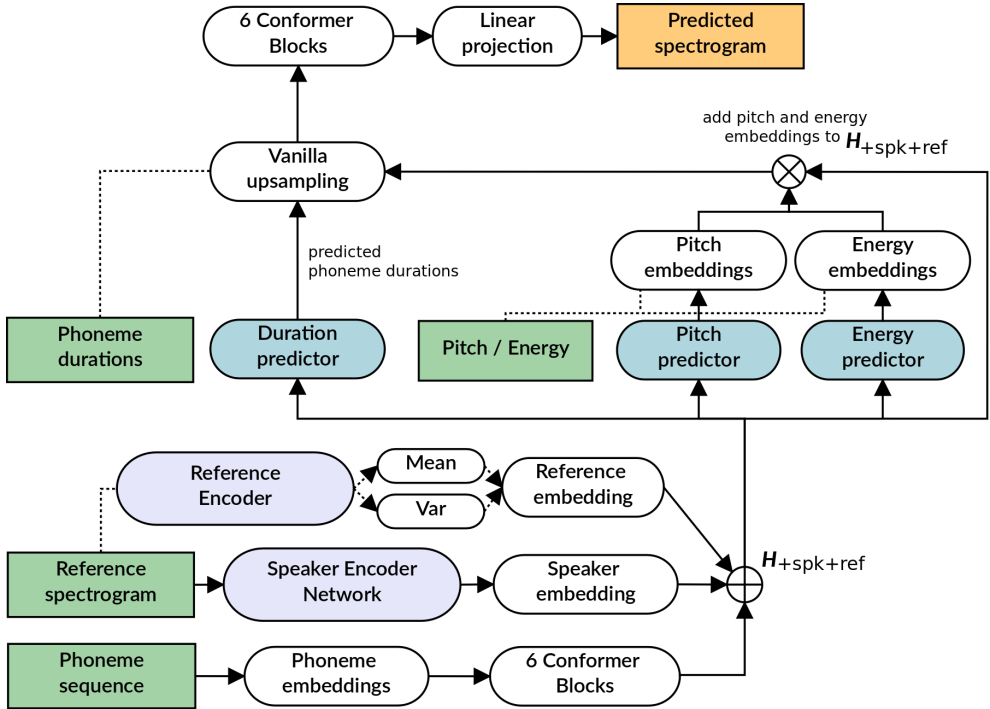 6 Conformer
Blocks
Linear
projection
Predicted
spectrogram
add pitch and energy
embeddings to H+spk+ref
Vanilla
upsampling
predicted
phoneme durations
Pitch
embeddings
Energy
embeddings
Phoneme
durations
Duration
predictor
Pitch / Energy
Pitch
predictor
Energy
predictor
Reference
Encoder
Mean
Var
Reference
embedding
Reference
spectrogram
Speaker Encoder
Network
Speaker
embedding
H+spk+ref
Phoneme
sequence
Phoneme
embeddings
6 Conformer
Blocks